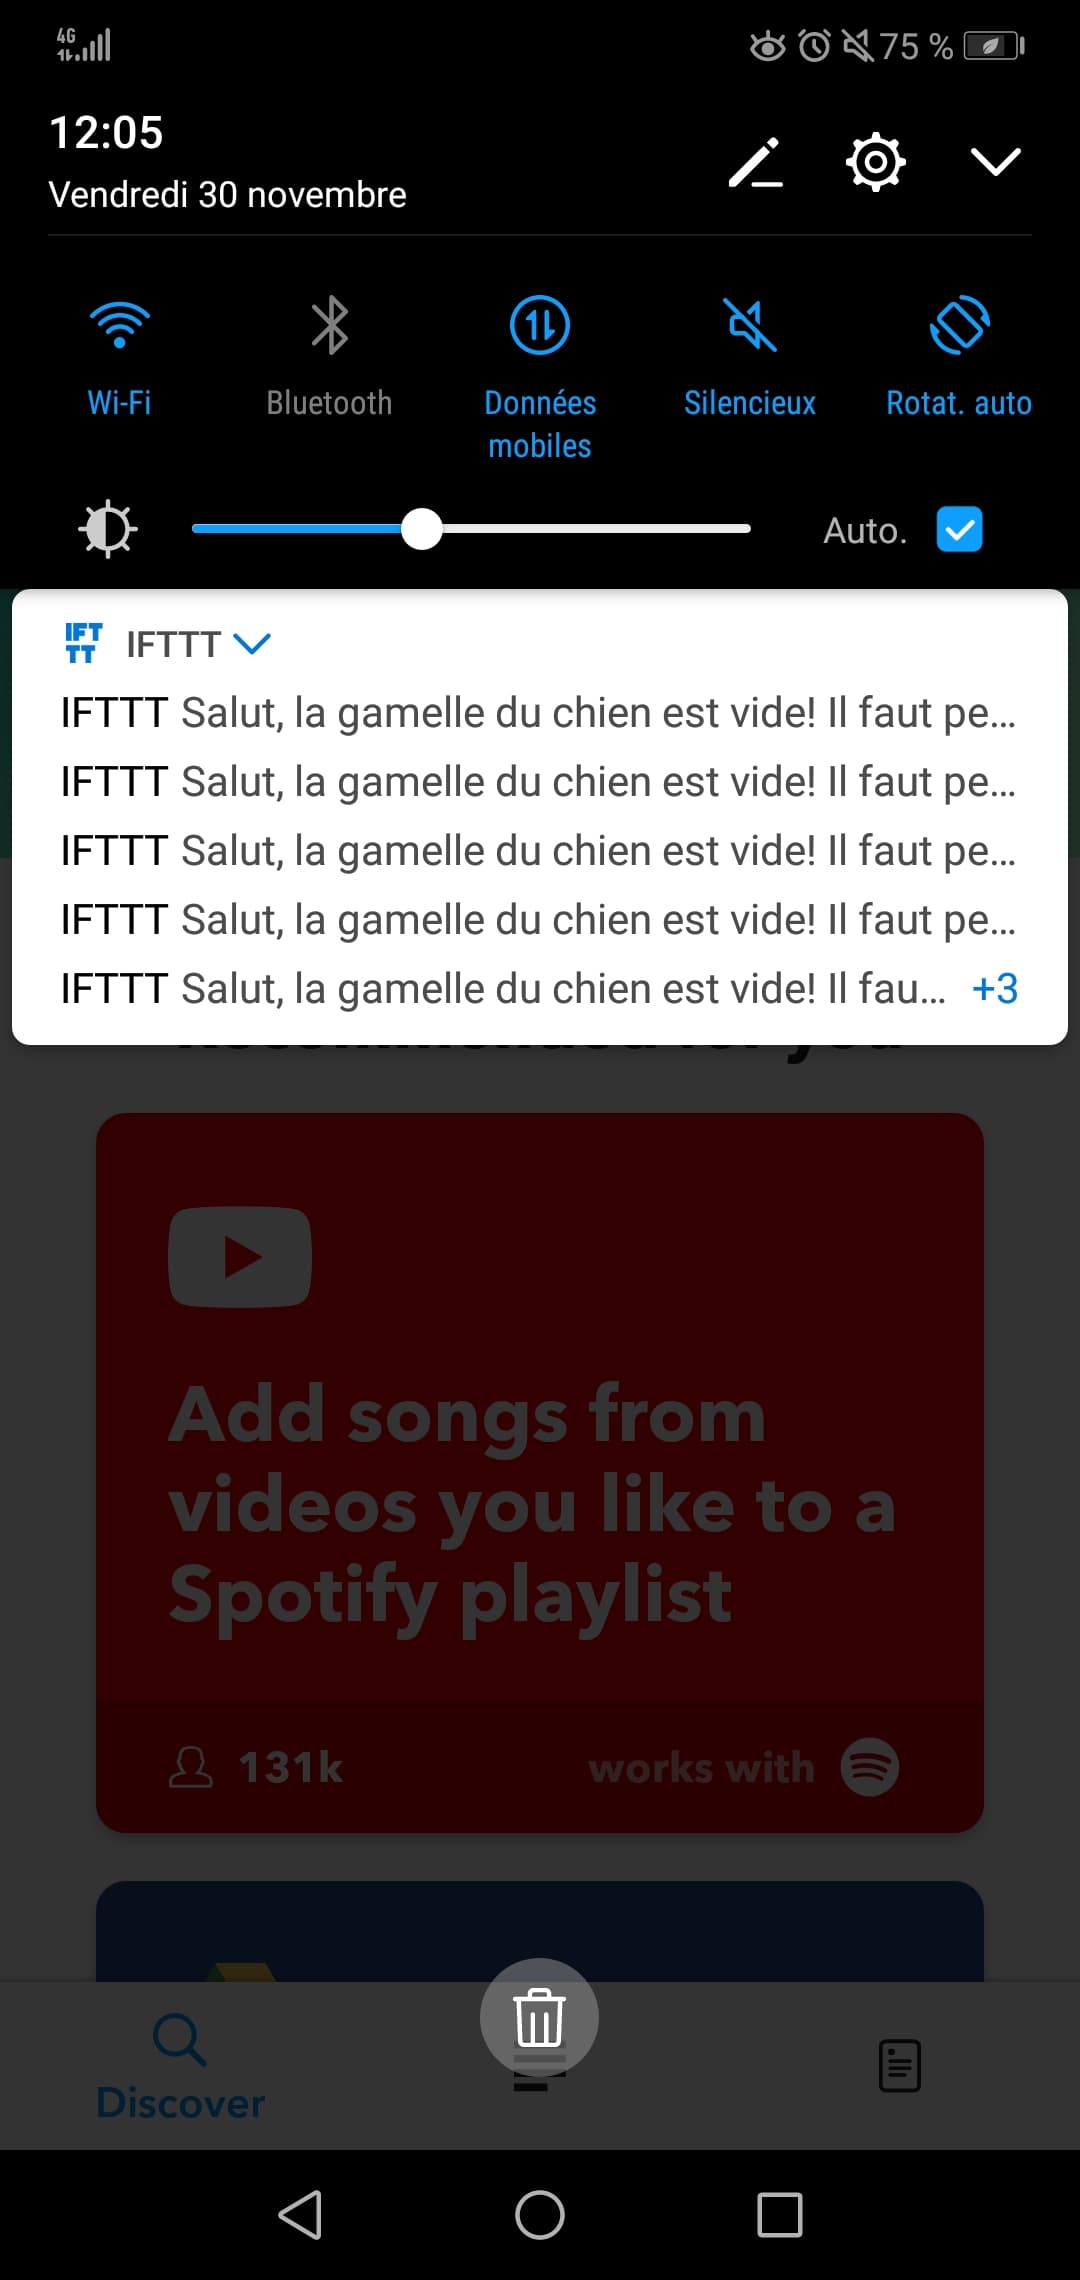 4G
75 %
12:05
Vendredi 30 novembre
Wi-Fi
Bluetooth
Données
mobiles
Silencieux
Rotat. auto
Auto.
IFT
TT
IFTTT
IFTTT Salut, la gamelle du chien est vide! Il faut pe...
IFTTT Salut, la gamelle du chien est vide! Il faut pe...
IFTTT Salut, la gamelle du chien est vide! Il faut pe...
IFTTT Salut, la gamelle du chien est vide! Il faut pe...
IFTTT Salut, la gamelle du chien est vide! Il fau... +3
Add songs from
videos you like to a
Spotify playlist
131k
works with
Discover